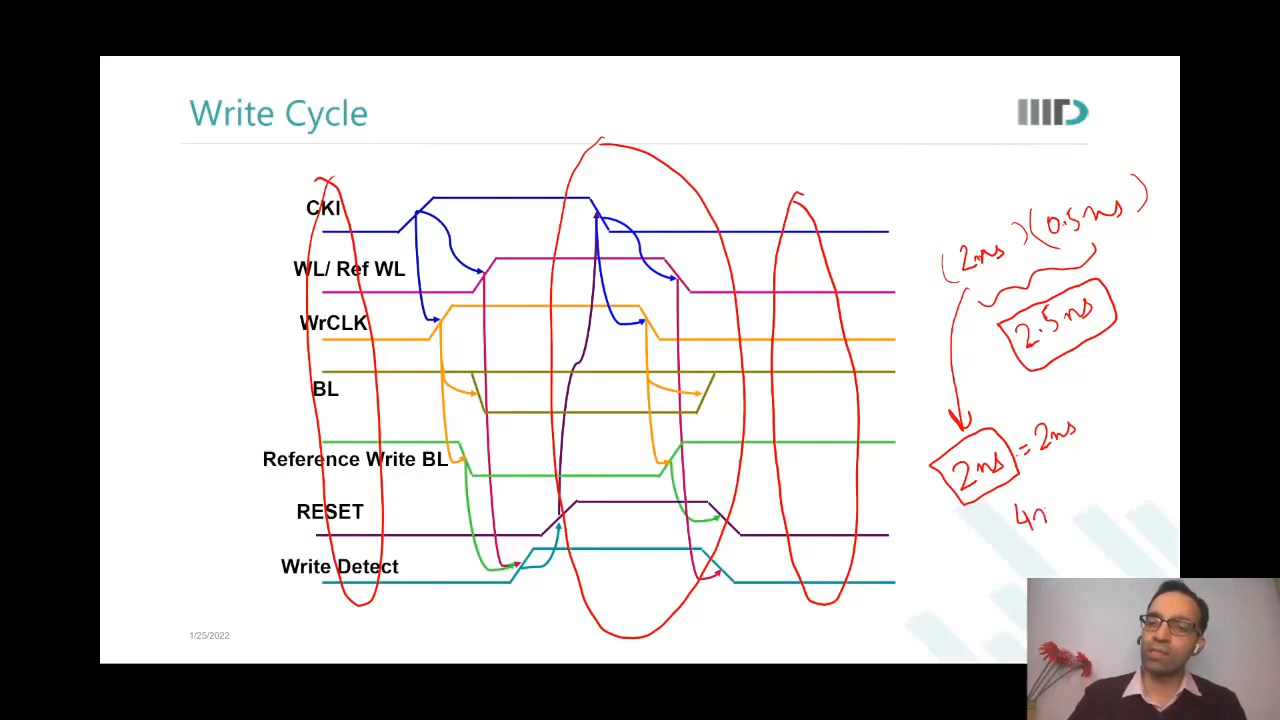 Write Cycle
CKI
WL/ Ref WL
WrCLK
BL
Reference Write BL
RESET
Write Detect
(2ns)(0.5ns)
2.5ns
2ns = 2ns
4n
1/25/2022